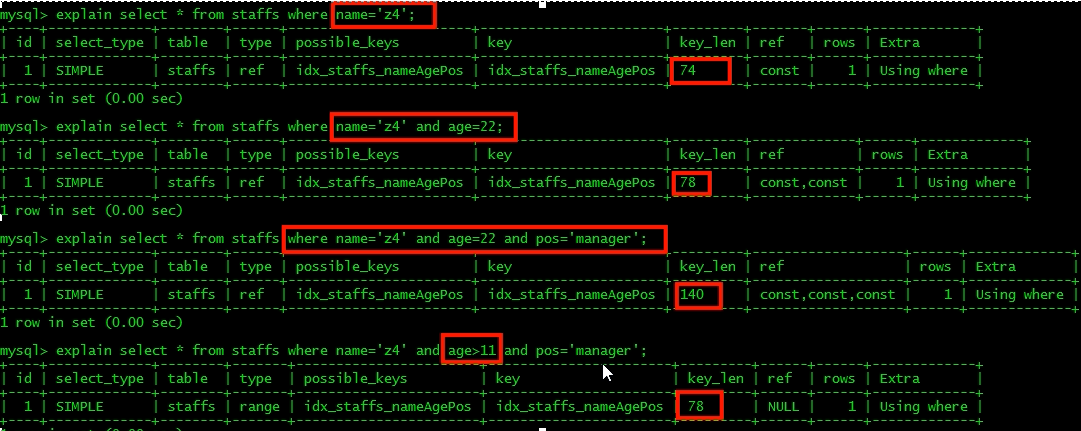 mysql> explain select * from staffs where name='z4';
| id | select_type | table | type | possible_keys | key | key_len | ref | rows | Extra |
| 1 | SIMPLE | staffs | ref | idx_staffs_nameAgePos | idx_staffs_nameAgePos | 74 | const | 1 | Using where |
1 row in set (0.00 sec)
mysql> explain select * from staffs where name='z4' and age=22;
| id | select_type | table | type | possible_keys | key | key_len | ref | rows | Extra |
| 1 | SIMPLE | staffs | ref | idx_staffs_nameAgePos | idx_staffs_nameAgePos | 78 | const,const | 1 | Using where |
1 row in set (0.00 sec)
mysql> explain select * from staffs where name='z4' and age=22 and pos='manager';
| id | select_type | table | type | possible_keys | key | key_len | ref | rows | Extra |
| 1 | SIMPLE | staffs | ref | idx_staffs_nameAgePos | idx_staffs_nameAgePos | 140 | const,const,const | 1 | Using where |
1 row in set (0.00 sec)
mysql> explain select * from staffs where name='z4' and age>11 and pos='manager';
| id | select_type | table | type | possible_keys | key | key_len | ref | rows | Extra |
| 1 | SIMPLE | staffs | range | idx_staffs_nameAgePos | idx_staffs_nameAgePos | 78 | NULL | 1 | Using where |